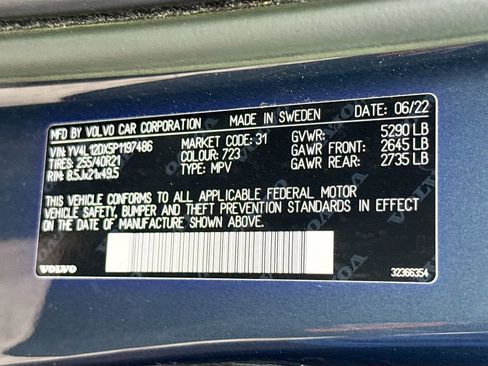 MFD BY VOLVO CAR CORPORATION MADE IN SWEDEN DATE: 06/22
VIN: YV4L12DX5P1197486 MARKET CODE: 31 GVWR: 5290 LB
TIRES: 255/40R21 COLOUR: 723 GAWR FRONT: 2645 LB
RIM: 8.5Jx21x49.5 TYPE: MPV GAWR REAR: 2735 LB
THIS VEHICLE CONFORMS TO ALL APPLICABLE FEDERAL MOTOR
VEHICLE SAFETY, BUMPER AND THEFT PREVENTION STANDARDS IN EFFECT
ON THE DATE OF MANUFACTURE SHOWN ABOVE.
VOLVO 32366354